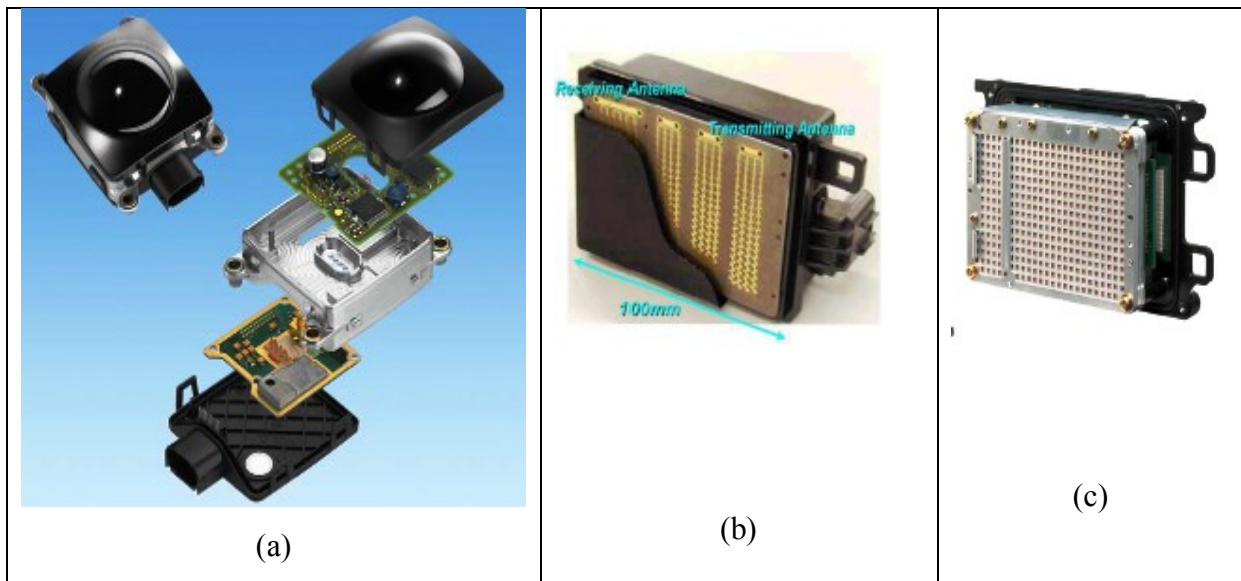 Receiving Antenna
Transmitting Antenna
100mm
(a)
(b)
(c)